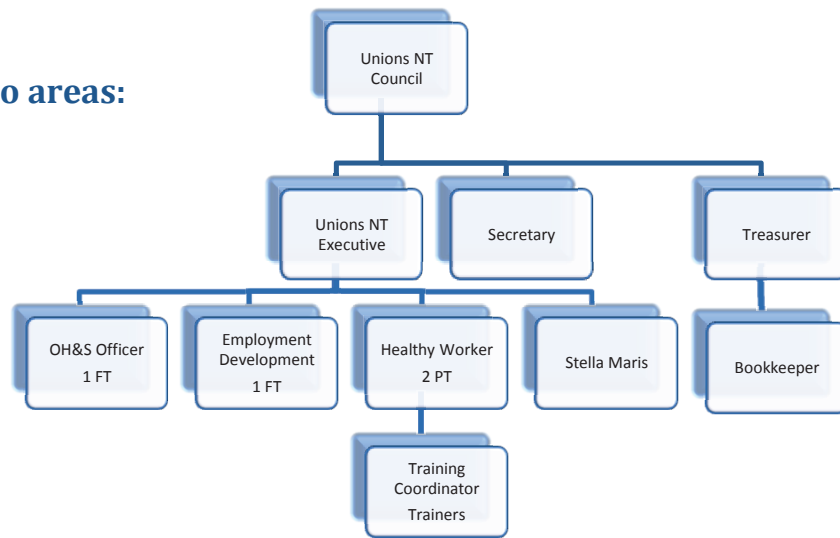 Unions NT
Council
o areas:
Unions NT
Executive
Secretary
Treasurer
OH&S Officer
1 FT
Employment
Development
1 FT
Healthy Worker
2 PT
Stella Maris
Bookkeeper
Training
Coordinator
Trainers